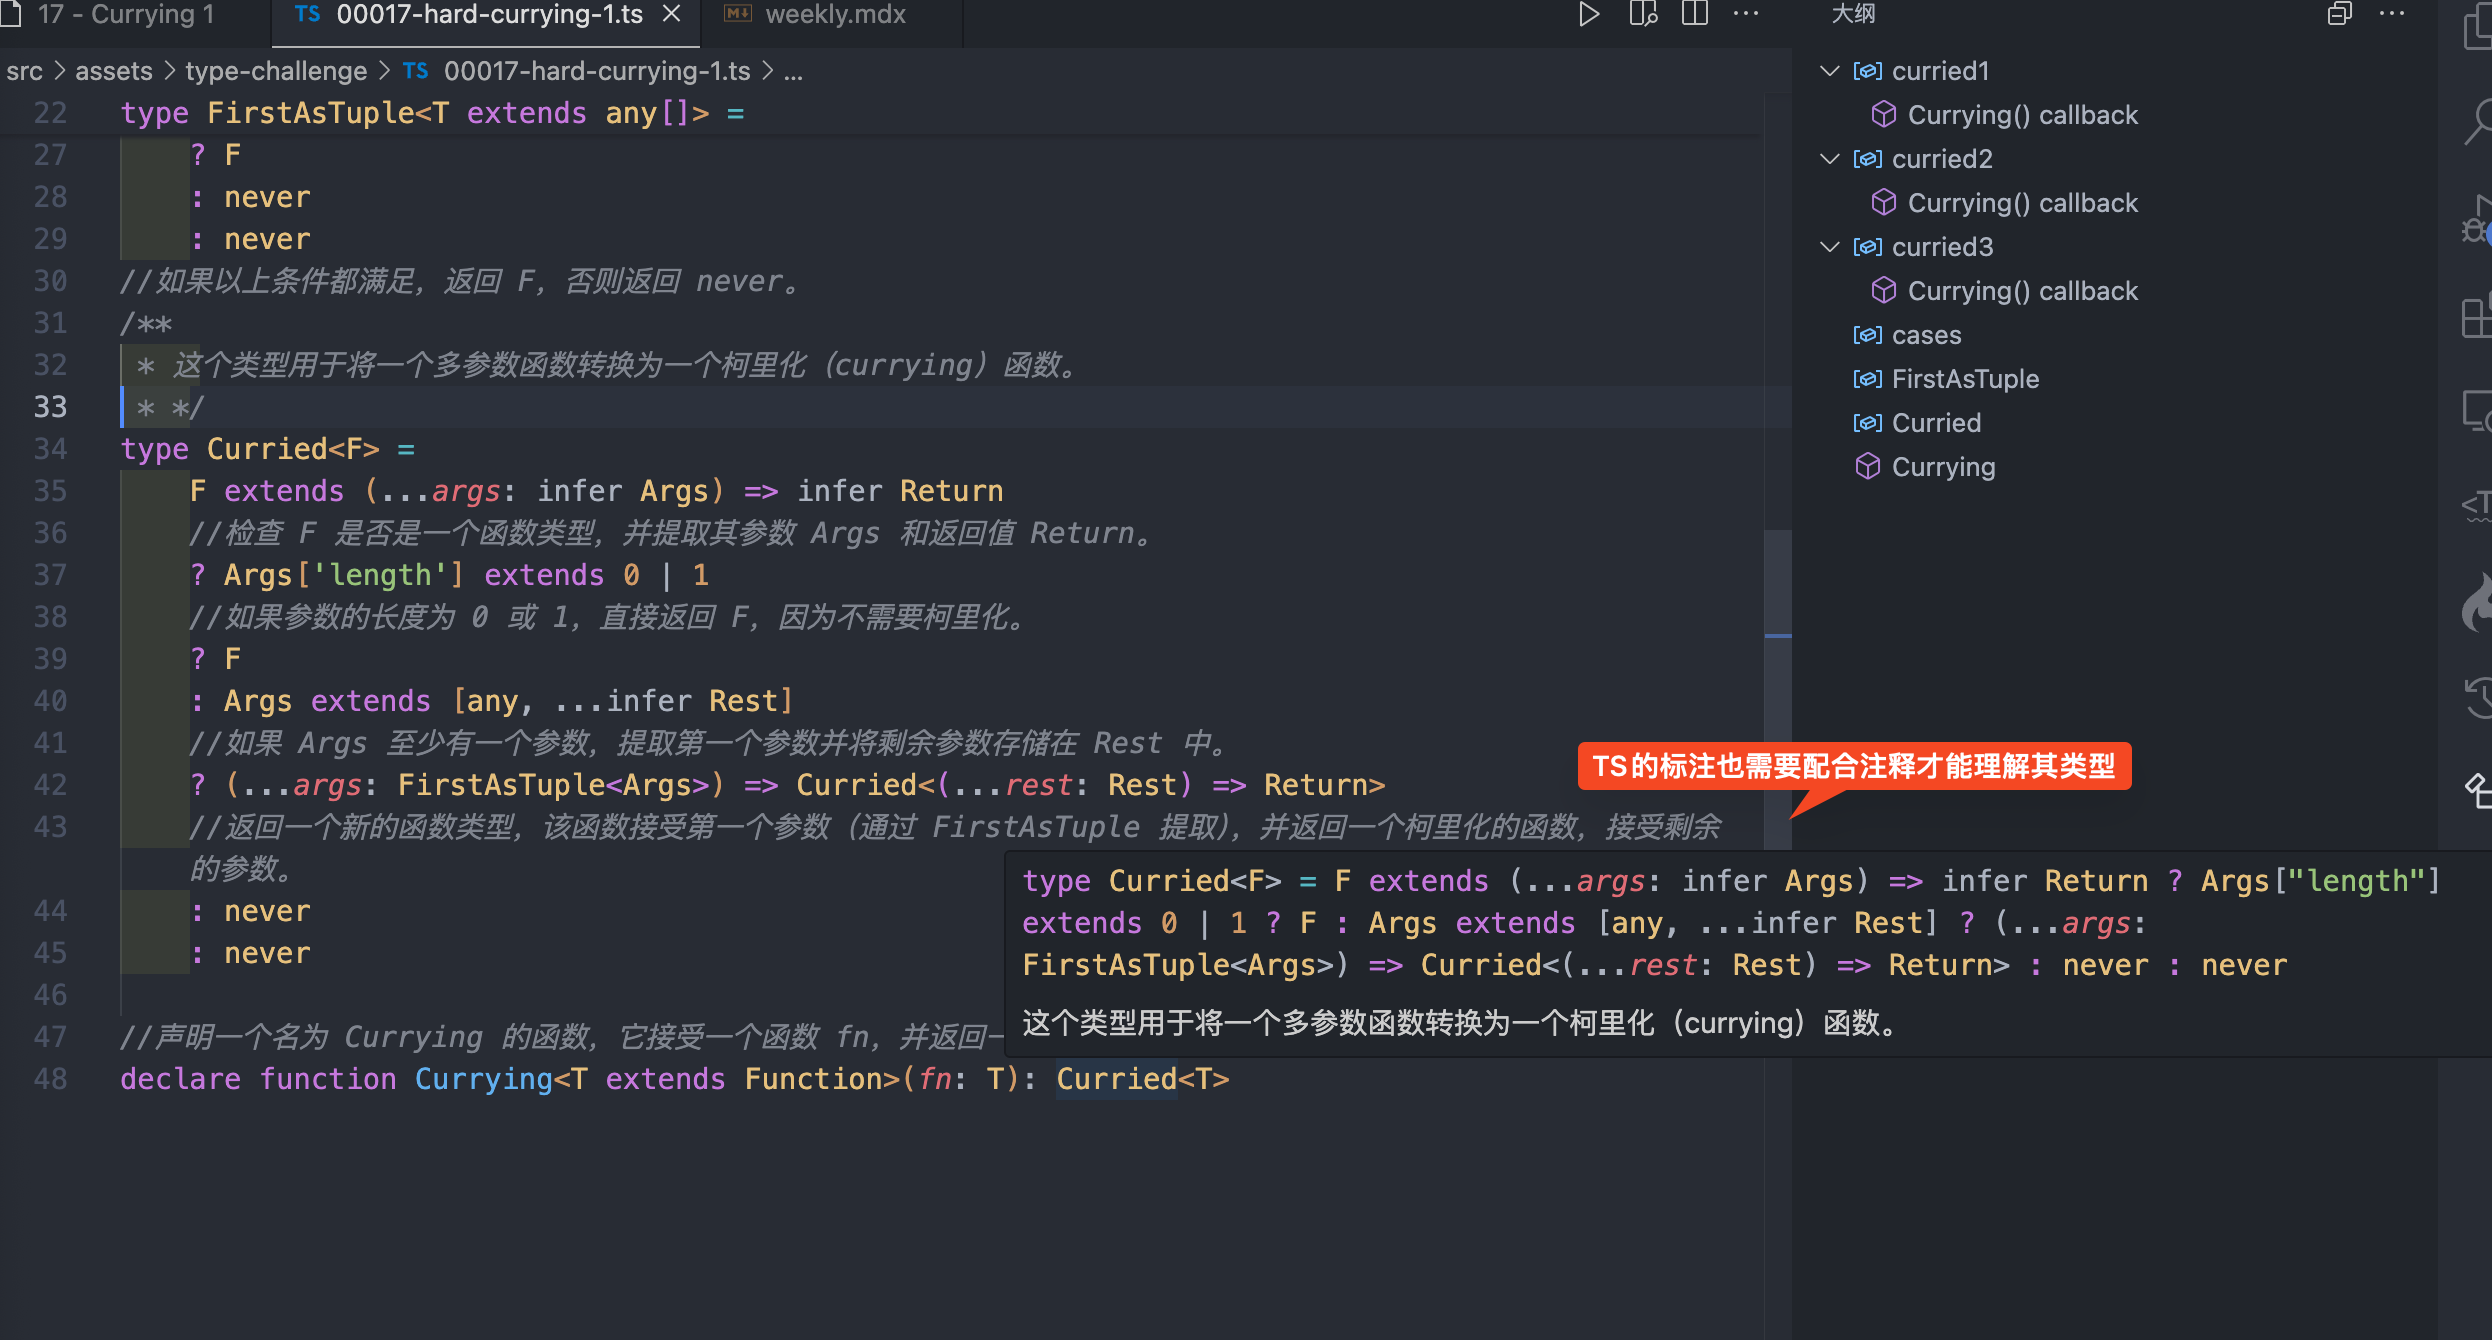 17 - Currying 1
TS 00017-hard-currying-1.ts
weekly.mdx
大纲
src > assets > type-challenge > TS 00017-hard-currying-1.ts > ...
22 type FirstAsTuple<T extends any[]> =
27 ? F
28 : never
29 : never
30 //如果以上条件都满足，返回 F，否则返回 never。
31 /**
32 * 这个类型用于将一个多参数函数转换为一个柯里化（currying）函数。
33 * */
34 type Curried<F> =
35 F extends (...args: infer Args) => infer Return
36 //检查 F 是否是一个函数类型，并提取其参数 Args 和返回值 Return。
37 ? Args['length'] extends 0 | 1
38 //如果参数的长度为 0 或 1，直接返回 F，因为不需要柯里化。
39 ? F
40 : Args extends [any, ...infer Rest]
41 //如果 Args 至少有一个参数，提取第一个参数并将剩余参数存储在 Rest 中。
42 ? (...args: FirstAsTuple<Args>) => Curried<(...rest: Rest) => Return>
43 //返回一个新的函数类型，该函数接受第一个参数（通过 FirstAsTuple 提取），并返回一个柯里化的函数，接受剩余
的参数。
44 : never
45 : never
46
47 //声明一个名为 Currying 的函数，它接受一个函数 fn，并返回一
48 declare function Currying<T extends Function>(fn: T): Curried<T>
TS的标注也需要配合注释才能理解其类型
type Curried<F> = F extends (...args: infer Args) => infer Return ? Args["length"]
extends 0 | 1 ? F : Args extends [any, ...infer Rest] ? (...args:
FirstAsTuple<Args>) => Curried<(...rest: Rest) => Return> : never : never
这个类型用于将一个多参数函数转换为一个柯里化（currying）函数。
curried1
Currying() callback
curried2
Currying() callback
curried3
Currying() callback
cases
FirstAsTuple
Curried
Currying